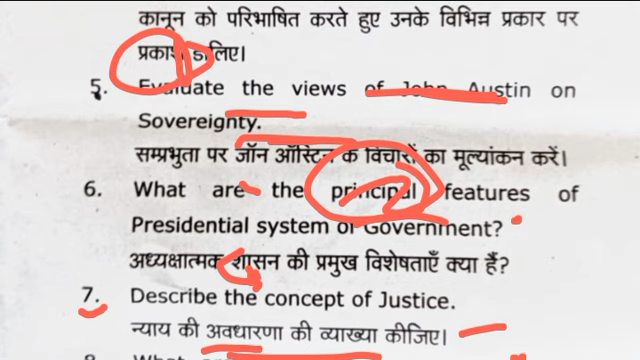 कानून को परिभाषित करते हुए उनके विभिन्न प्रकार पर
प्रकाश डालिए।
5. Evaluate the views of John Austin on
Sovereignty.
सम्प्रभुता पर जॉन ऑस्टिन के विचारों का मूल्यांकन करें।
6. What are the principal features of
Presidential system of Government?
अध्यक्षात्मक शासन की प्रमुख विशेषताएँ क्या हैं?
7. Describe the concept of Justice.
न्याय की अवधारणा की व्याख्या कीजिए।
8. What